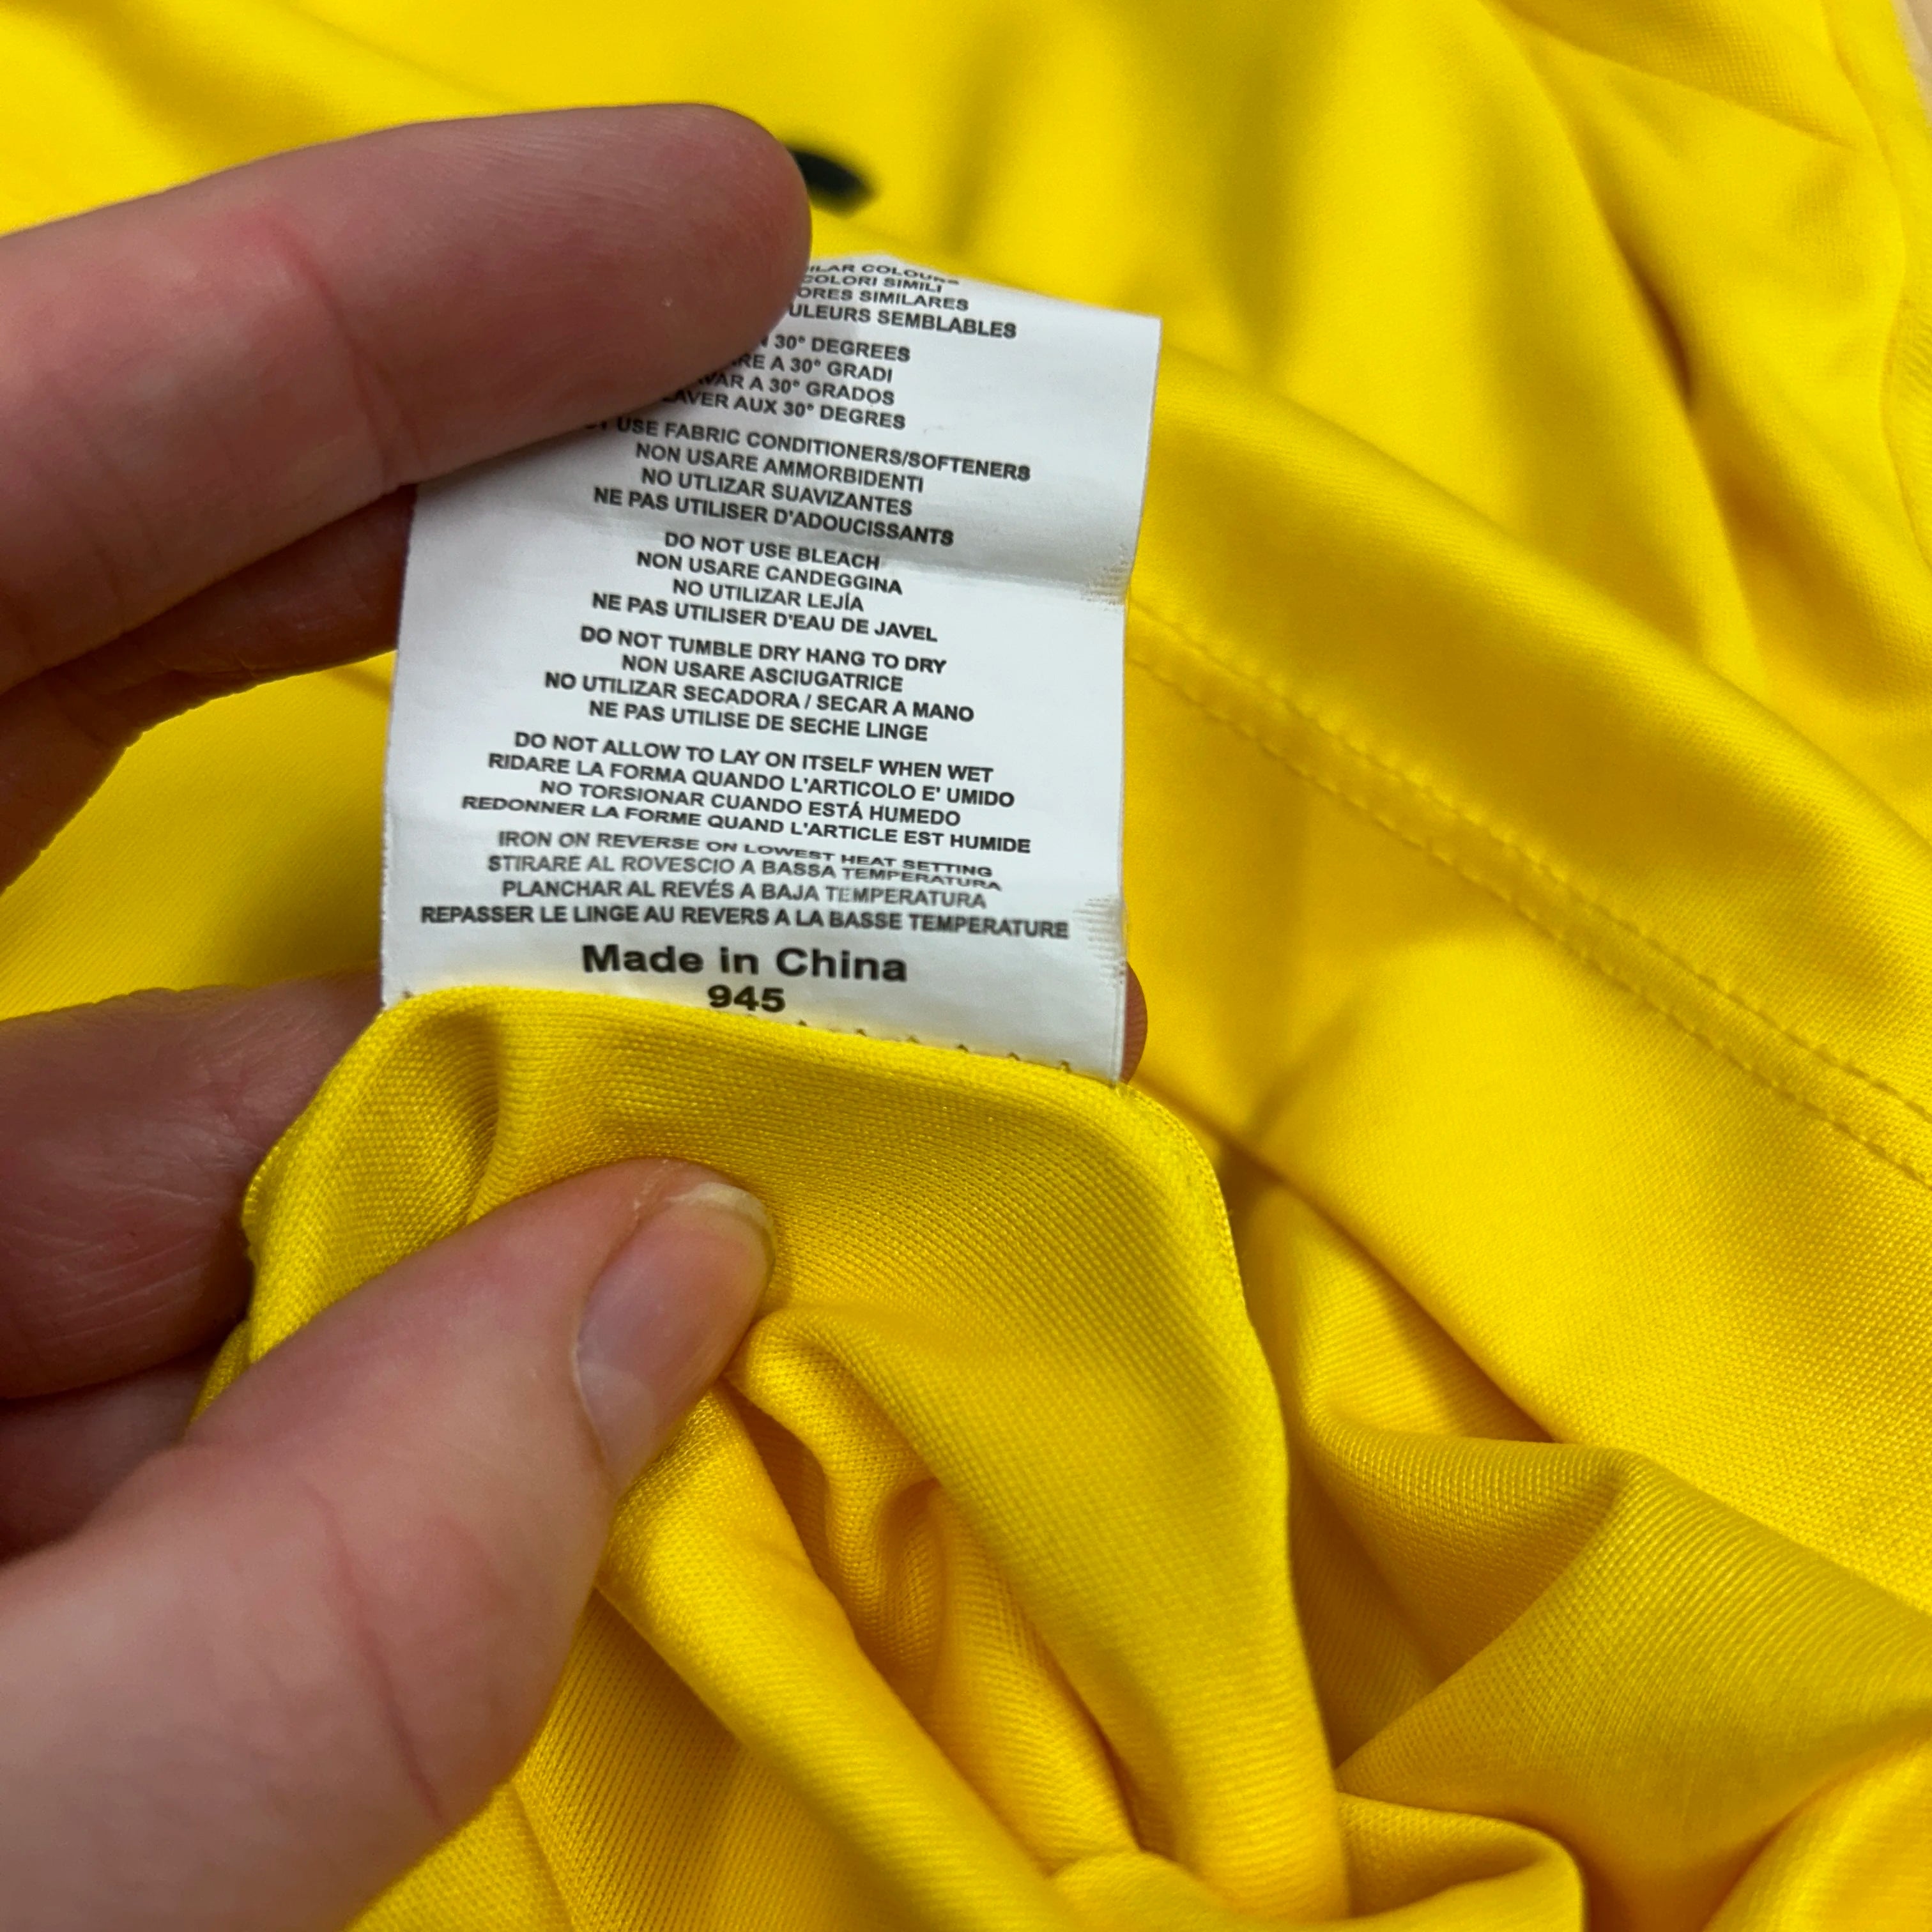 COLOURS
COLORI SIMILI
SIMILARES
SEMBLABLES
30° DEGREES
A 30° GRADI
A 30° GRADOS
LAVER AUX 30° DEGRES
USE FABRIC CONDITIONERS/SOFTENERS
NON USARE AMMORBIDENTI
NO UTLIZAR SUAVIZANTES
NE PAS UTILISER D'ADOUCISSANTS
DO NOT USE BLEACH
NON USARE CANDEGGINA
NO UTILIZAR LEJÍA
NE PAS UTILISER D'EAU DE JAVEL
DO NOT TUMBLE DRY HANG TO DRY
NON USARE ASCIUGATRICE
NO UTILIZAR SECADORA / SECAR A MANO
NE PAS UTILISE DE SECHE LINGE
DO NOT ALLOW TO LAY ON ITSELF WHEN WET
RIDARE LA FORMA QUANDO L'ARTICOLO E' UMIDO
NO TORSIONAR CUANDO ESTÁ HUMEDO
REDONNER LA FORME QUAND L'ARTICLE EST HUMIDE
IRON ON REVERSE ON LOWEST HEAT SETTING
STIRARE AL ROVESCIO A BASSA TEMPERATURA
PLANCHAR AL REVÉS A BAJA TEMPERATURA
REPASSER LE LINGE AU REVERS A LA BASSE TEMPERATURE
Made in China
945